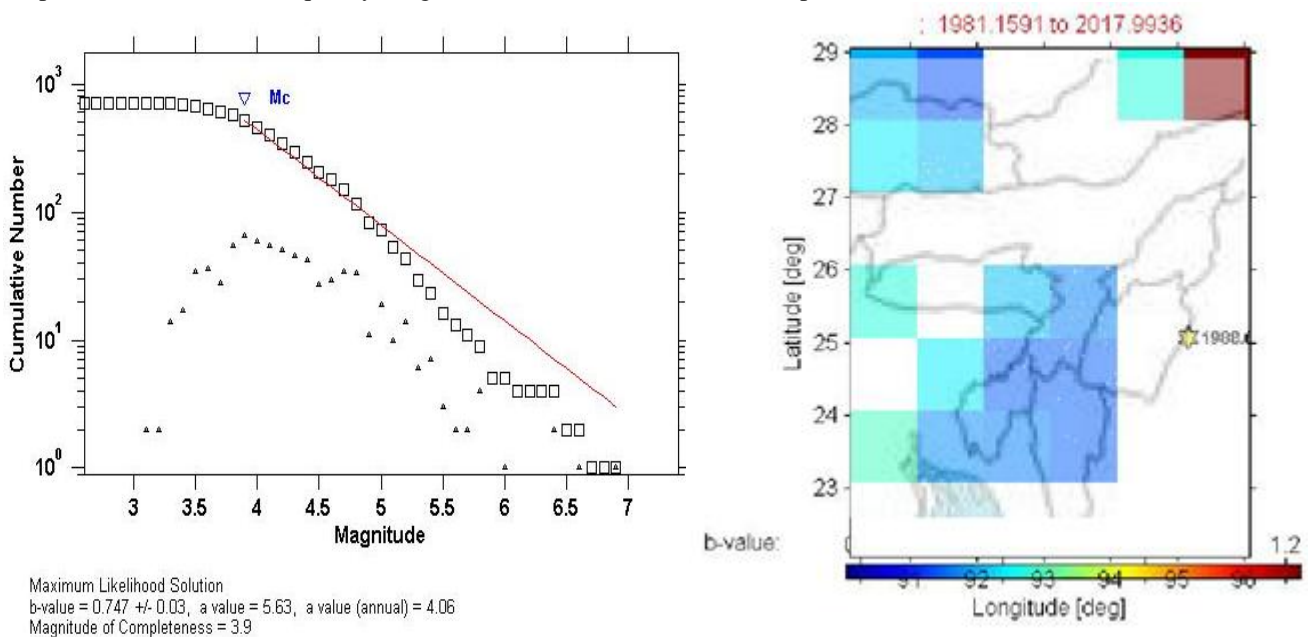 : 1981.1591 to 2017.9936
10³
10²
10¹
10⁰
Cumulative Number
Mc
3 3.5 4 4.5 5 5.5 6 6.5 7
Magnitude
Maximum Likelihood Solution
b-value = 0.747 +/- 0.03, a value = 5.63, a value (annual) = 4.06
Magnitude of Completeness = 3.9
29
28
27
26
25
24
23
Latitude [deg]
1988.
b-value:
1.2
91 92 93 94 95 96
Longitude [deg]